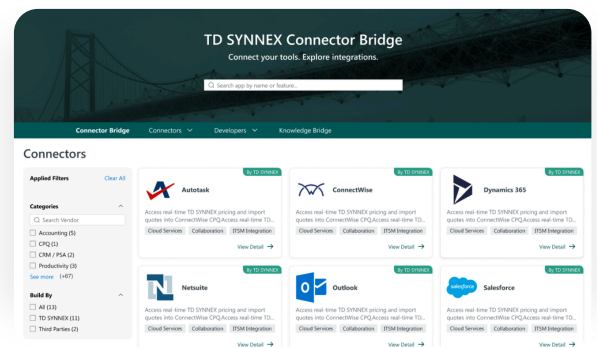 TD SYNNEX Connector Bridge
Connect your tools. Explore integrations.
Search app by name or feature...
Connector Bridge Connectors Developers Knowledge Bridge
Connectors
Applied Filters Clear All
Categories
Search Vendor
Accounting (5)
CPQ (1)
CRM / PSA (2)
Productivity (3)
See more (+67)
Build By
All (13)
TD SYNNEX (11)
Third Parties (2)
By TD SYNNEX
Autotask
Access real-time TD SYNNEX pricing and import
quotes into ConnectWise CPQ.Access real-time TD...
Cloud Services Collaboration ITSM Integration
View Detail
By TD SYNNEX
ConnectWise
Access real-time TD SYNNEX pricing and import
quotes into ConnectWise CPQ.Access real-time TD...
Cloud Services Collaboration ITSM Integration
View Detail
By TD SYNNEX
Dynamics 365
Access real-time TD SYNNEX pricing and import
quotes into ConnectWise CPQ.Access real-time TD...
Cloud Services Collaboration ITSM Integration
View Detail
By TD SYNNEX
N
Netsuite
Access real-time TD SYNNEX pricing and import
quotes into ConnectWise CPQ.Access real-time TD...
Cloud Services Collaboration ITSM Integration
View Detail
By TD SYNNEX
Outlook
Access real-time TD SYNNEX pricing and import
quotes into ConnectWise CPQ.Access real-time TD...
Cloud Services Collaboration ITSM Integration
View Detail
By TD SYNNEX
salesforce
Salesforce
Access real-time TD SYNNEX pricing and import
quotes into ConnectWise CPQ.Access real-time TD...
Cloud Services Collaboration ITSM Integration
View Detail